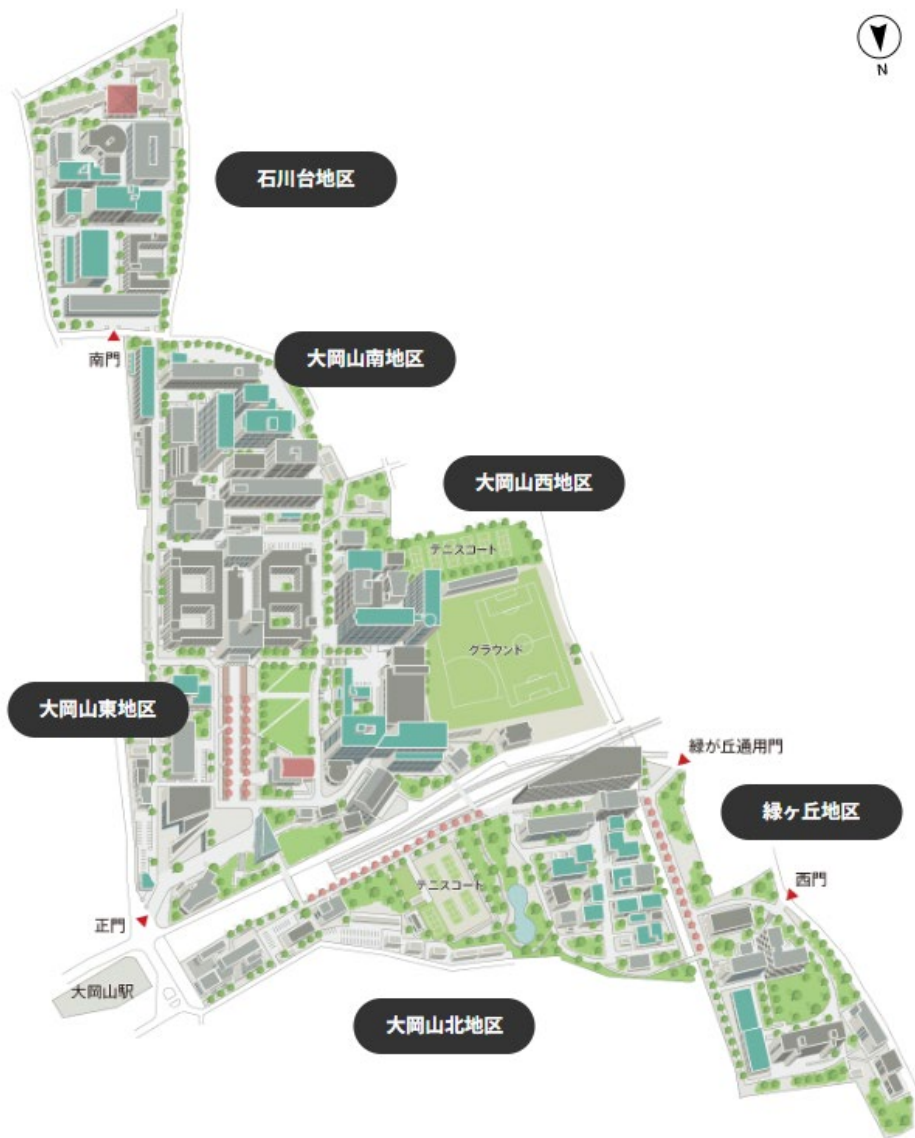 N
石川台地区
南門
大岡山南地区
大岡山西地区
テニスコート
グラウンド
大岡山東地区
緑が丘通用門
緑ヶ丘地区
西門
テニスコート
正門
大岡山駅
大岡山北地区